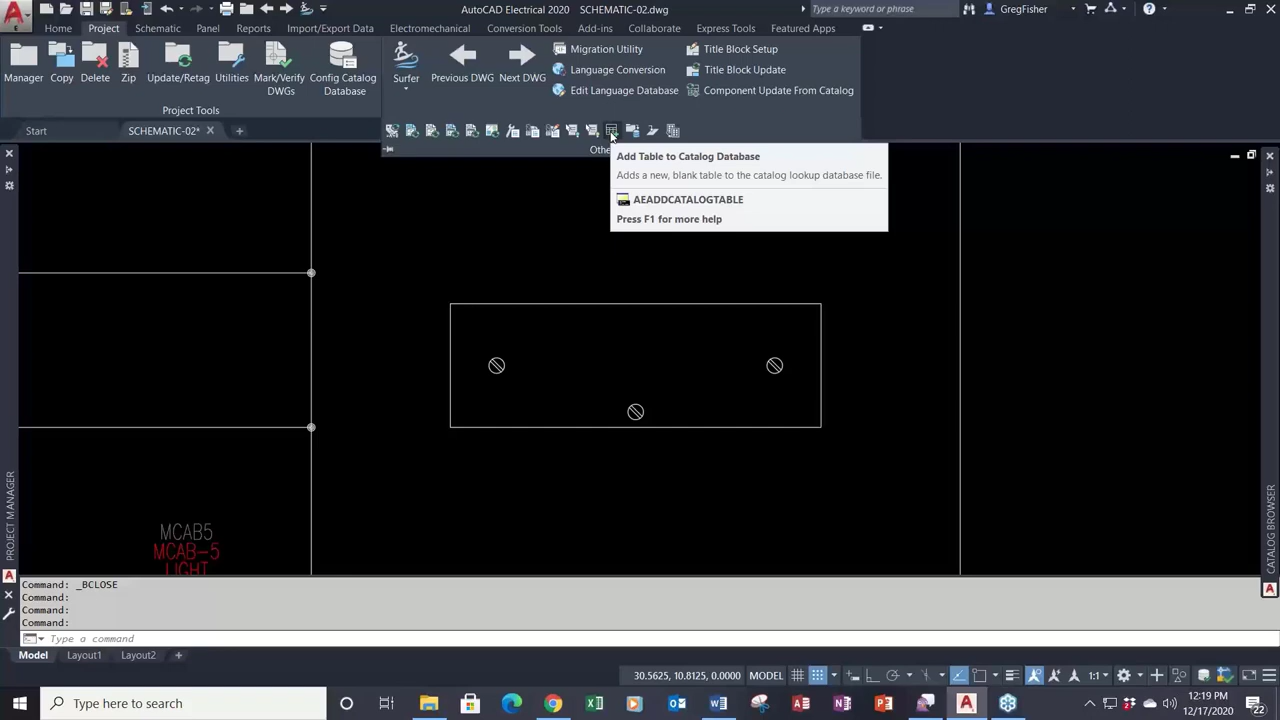 AutoCAD Electrical 2020 SCHEMATIC-02.dwg
Type a keyword or phrase
GregFisher
Home Project Schematic Panel Reports Import/Export Data Electromechanical Conversion Tools Add-ins Collaborate Express Tools Featured Apps
Manager Copy Delete Zip Update/Retag Utilities Mark/Verify DWGs Config Catalog Database
Project Tools
Surfer Previous DWG Next DWG
Migration Utility
Language Conversion
Edit Language Database
Title Block Setup
Title Block Update
Component Update From Catalog
Othe
Start SCHEMATIC-02*
Add Table to Catalog Database
Adds a new, blank table to the catalog lookup database file.
AEADDCATALOGTABLE
Press F1 for more help
PROJECT MANAGER
CATALOG BROWSER
MCAB5
MCAB-5
LIGHT
Command: _BCLOSE
Command:
Command:
Command:
Type a command
Model Layout1 Layout2
30.5625, 10.8125, 0.0000 MODEL
1:1
Type here to search
12:19 PM
12/17/2020
22